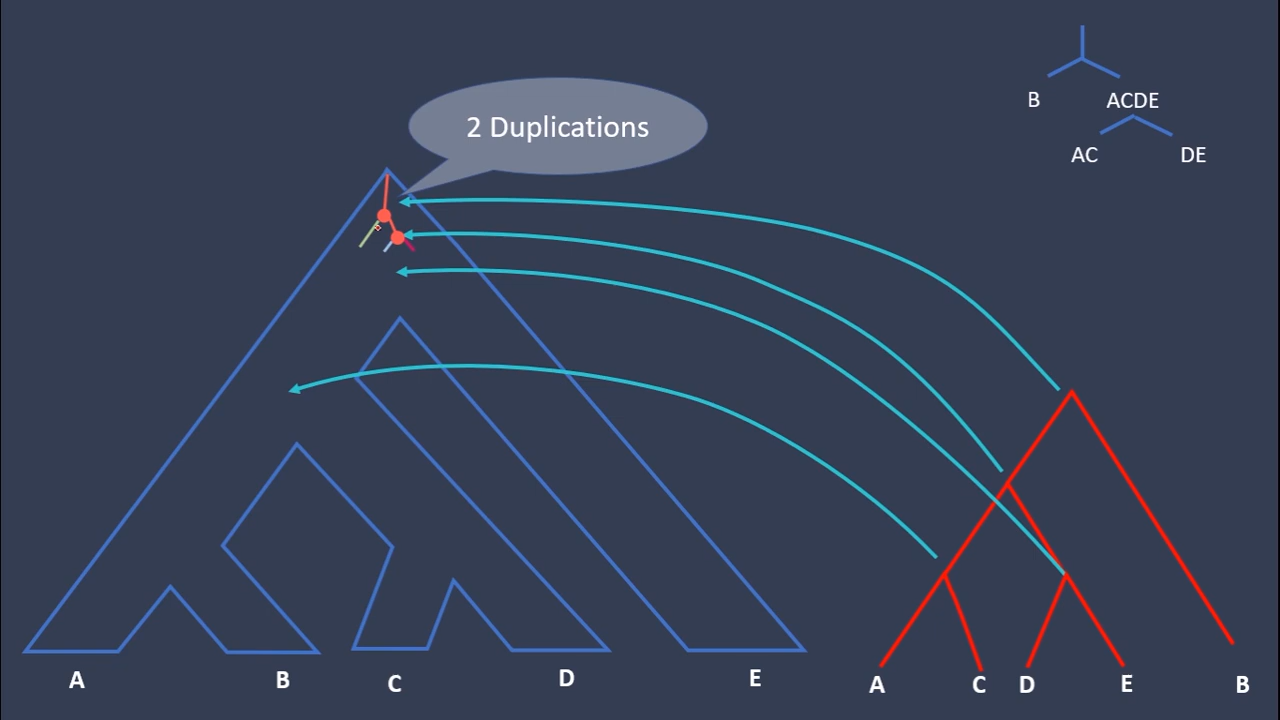 B ACDE
2 Duplications
AC DE
A B C D E
A C D E B